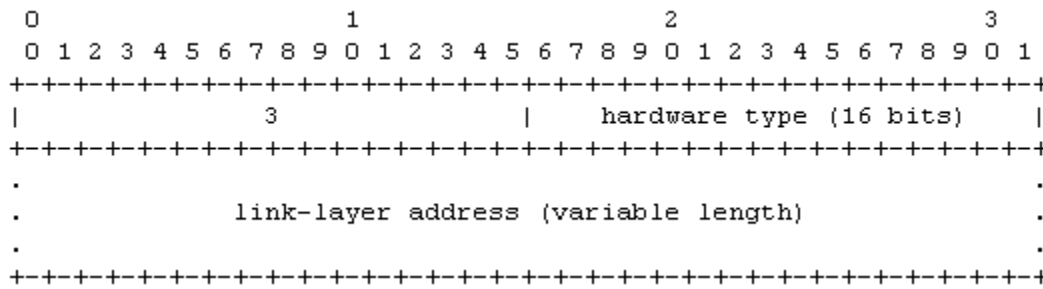 0                   1                   2                   3
 0 1 2 3 4 5 6 7 8 9 0 1 2 3 4 5 6 7 8 9 0 1 2 3 4 5 6 7 8 9 0 1
+-+-+-+-+-+-+-+-+-+-+-+-+-+-+-+-+-+-+-+-+-+-+-+-+-+-+-+-+-+-+-+-+
|               3               |    hardware type (16 bits)    |
+-+-+-+-+-+-+-+-+-+-+-+-+-+-+-+-+-+-+-+-+-+-+-+-+-+-+-+-+-+-+-+-+
.                                                               .
.             link-layer address (variable length)              .
.                                                               .
+-+-+-+-+-+-+-+-+-+-+-+-+-+-+-+-+-+-+-+-+-+-+-+-+-+-+-+-+-+-+-+-+